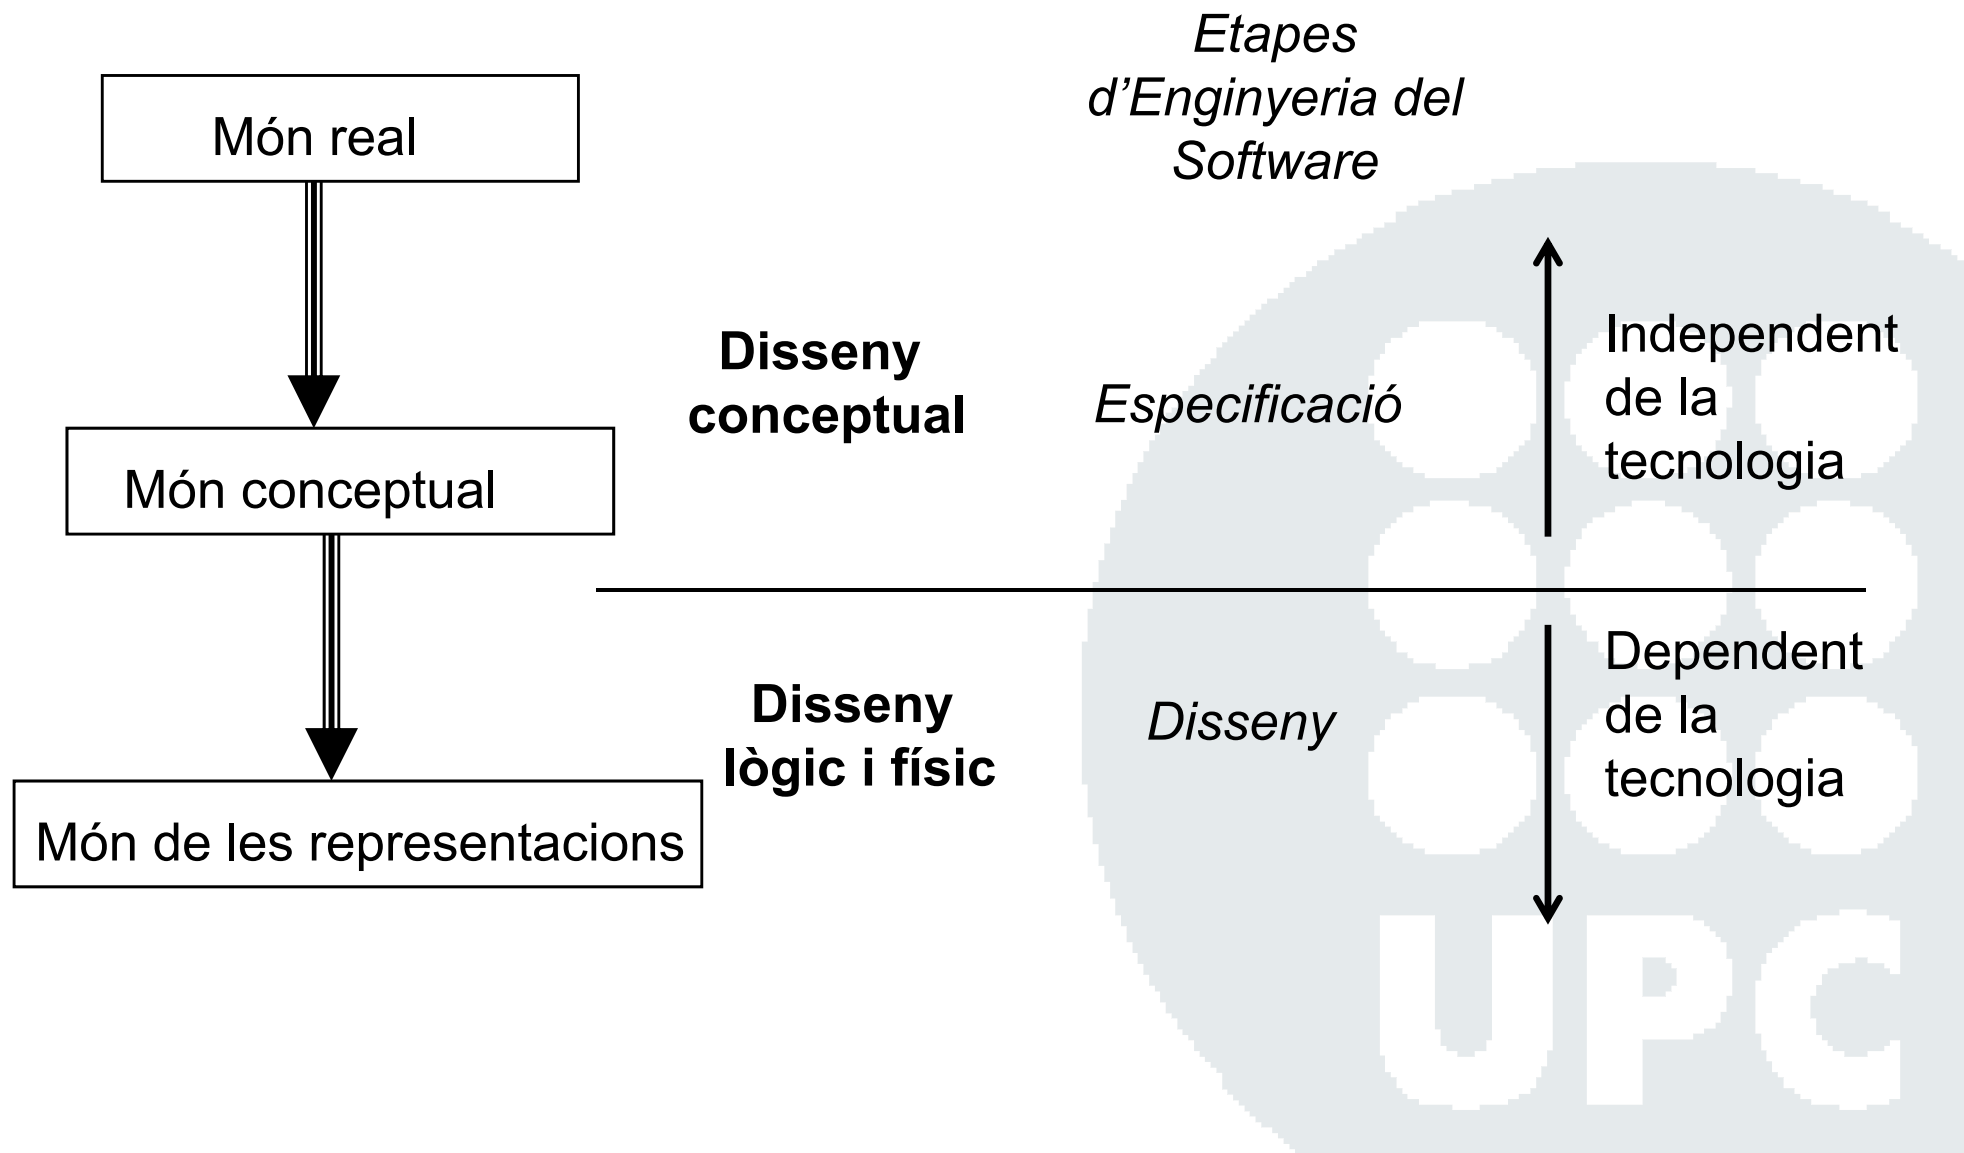 Etapes
d’Enginyeria del
Software
Món real
Disseny
conceptual
Especificació
Independent
de la
tecnologia
Món conceptual
Disseny
lògic i físic
Disseny
Dependent
de la
tecnologia
Món de les representacions
UPC